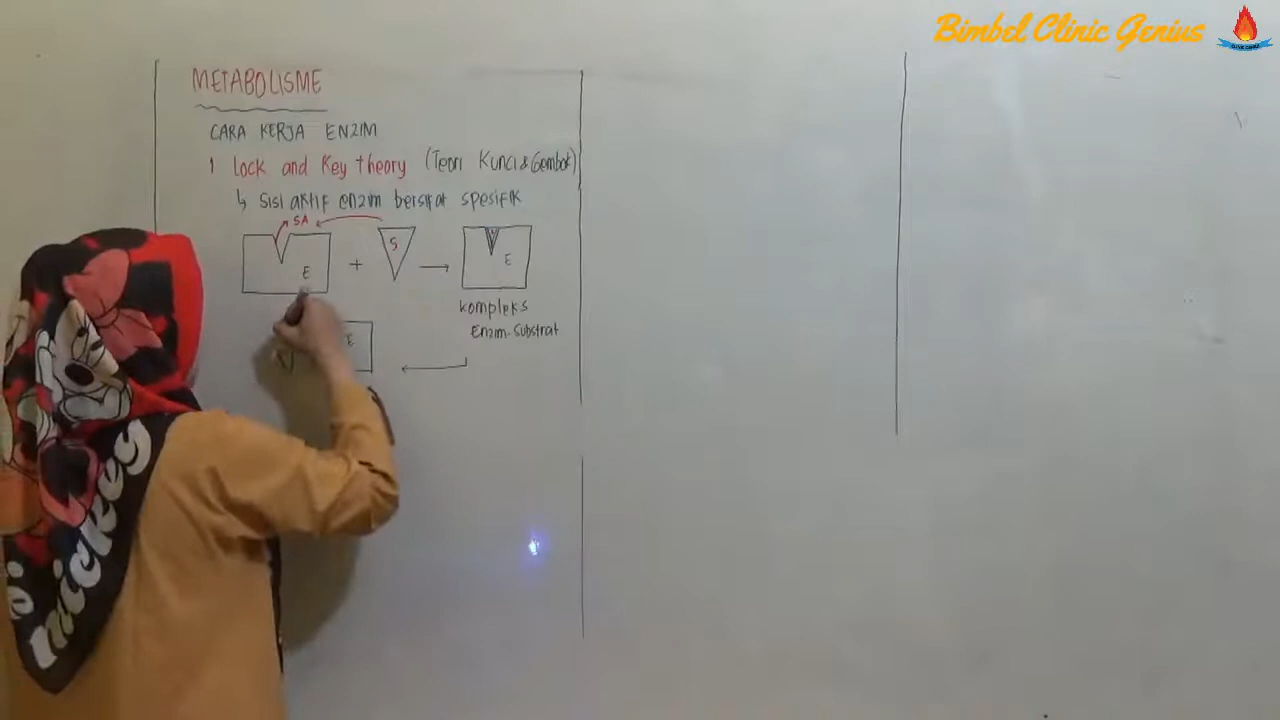 Bimbel Clinic Genius
METABOLISME
CARA KERJA ENZIM
1 Lock and Key theory (Teori Kunci & Gembok)
↳ Sisi aktif enzim bersifat spesifik
SA
E + S → E
kompleks
Enzim-Substrat
E
mickey